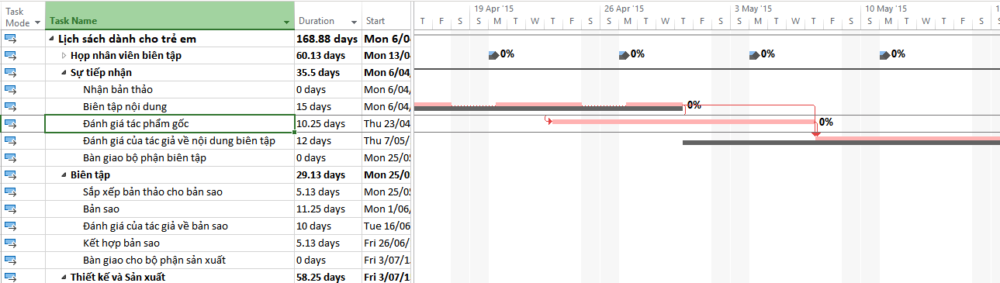 Task Mode Task Name Duration Start 19 Apr '15 26 Apr '15 3 May '15 10 May '15 1
T F S S M T W T F S S M T W T F S S M T W T F S S M T W T F S
Lịch sách dành cho trẻ em 168.88 days Mon 6/04
Họp nhân viên biên tập 60.13 days Mon 13/04 0% 0% 0% 0%
Sự tiếp nhận 35.5 days Mon 6/04,
Nhận bản thảo 0 days Mon 6/04,
Biên tập nội dung 15 days Mon 6/04, 0%
Đánh giá tác phẩm gốc 10.25 days Thu 23/04 0%
Đánh giá của tác giả về nội dung biên tập 12 days Thu 7/05/
Bàn giao bộ phận biên tập 0 days Mon 25/05
Biên tập 29.13 days Mon 25/05
Sắp xếp bản thảo cho bản sao 5.13 days Mon 25/05
Bản sao 11.25 days Mon 1/06,
Đánh giá của tác giả về bản sao 10 days Tue 16/06
Kết hợp bản sao 5.13 days Fri 26/06/
Bàn giao cho bộ phận sản xuất 0 days Fri 3/07/1
Thiết kế và Sản xuất 58.25 days Fri 3/07/1